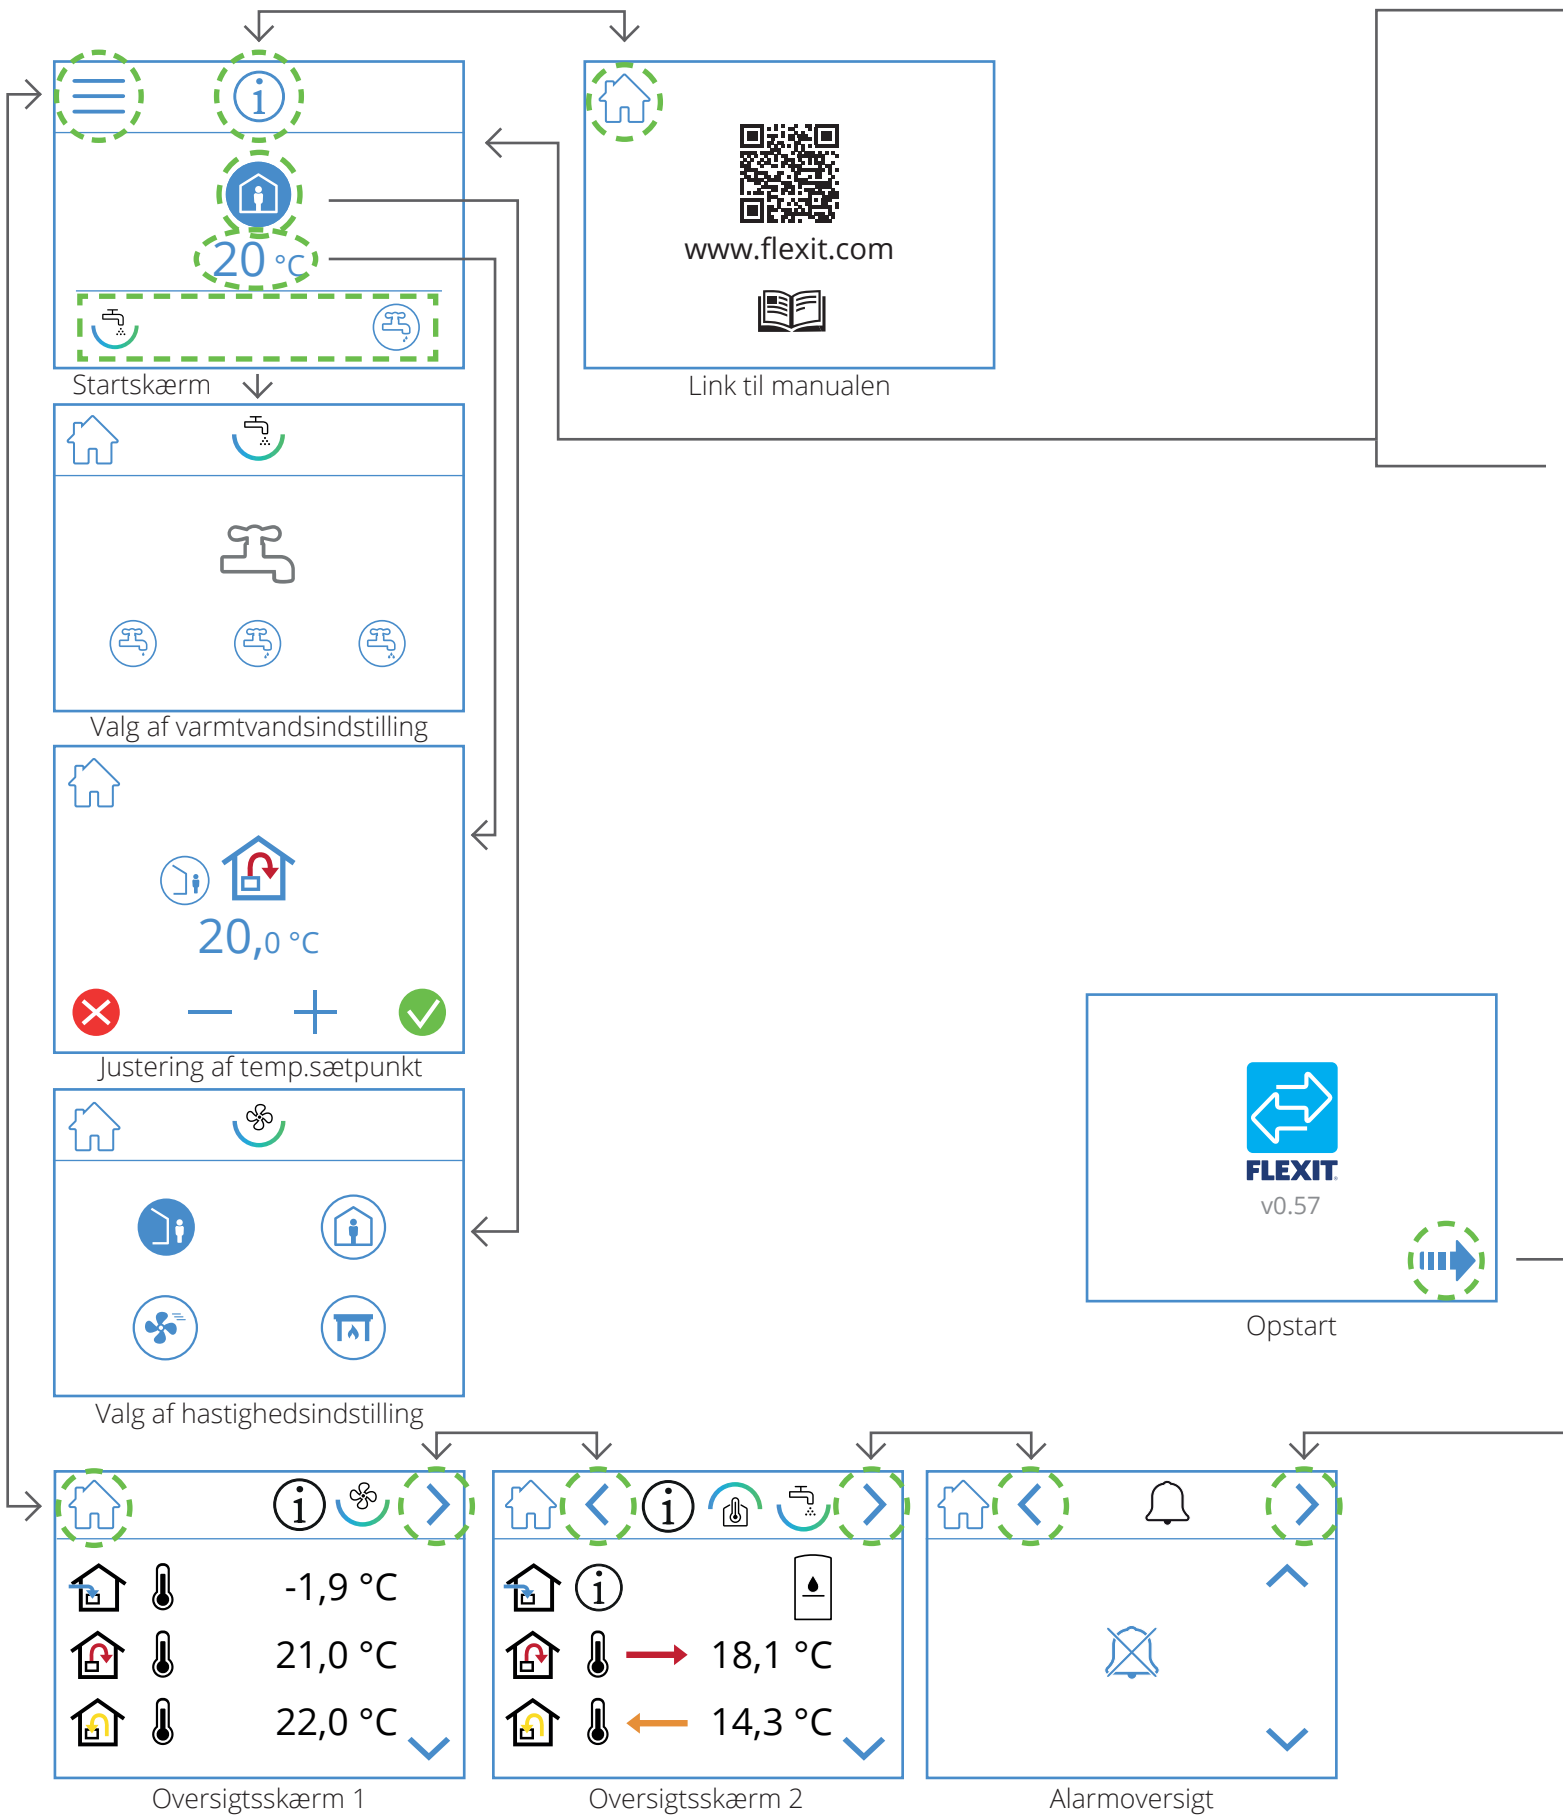 20 °C
Startskærm
www.flexit.com
Link til manualen
Valg af varmtvandsindstilling
20,0 °C
Justering af temp.sætpunkt
Valg af hastighedsindstilling
FLEXIT
v0.57
Opstart
-1,9 °C
21,0 °C
22,0 °C
Oversigtsskærm 1
18,1 °C
14,3 °C
Oversigtsskærm 2
Alarmoversigt